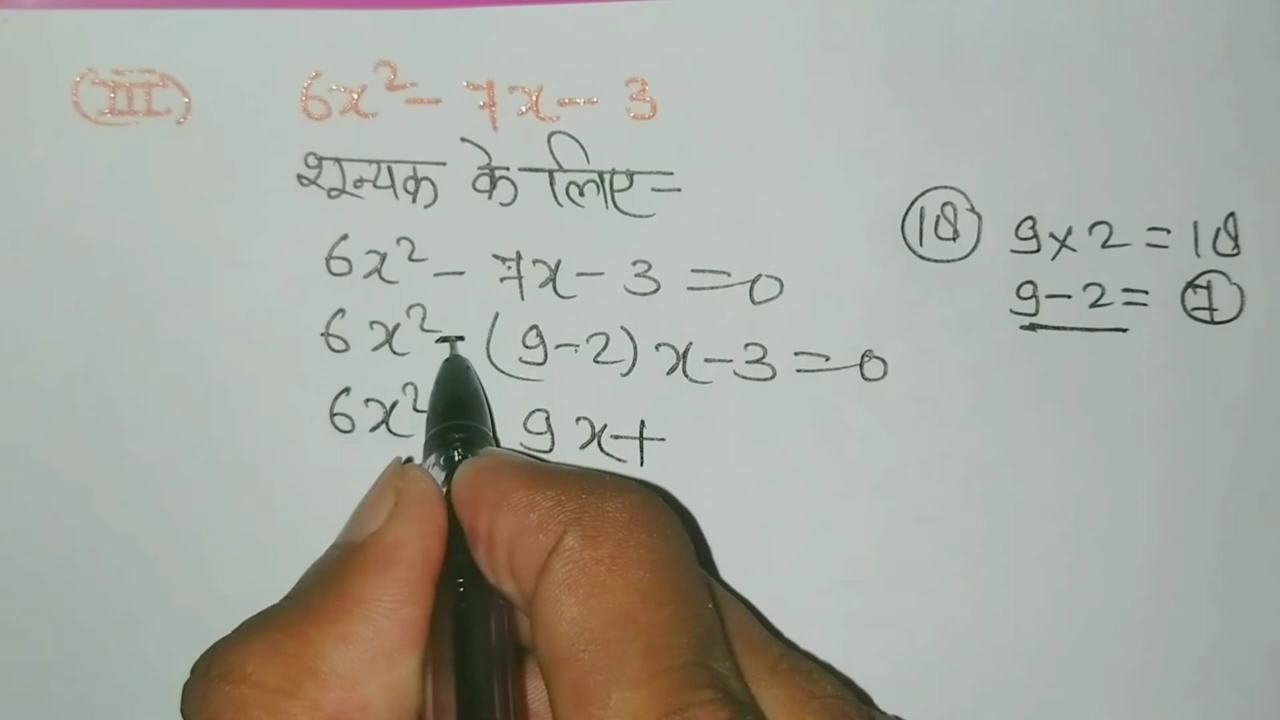 (III) 6x² - 7x - 3
शून्यक के लिए-
6x² - 7x - 3 = 0
6x² - (9-2) x - 3 = 0
6x² 9x +
(18) 9 × 2 = 18
9 - 2 = (7)